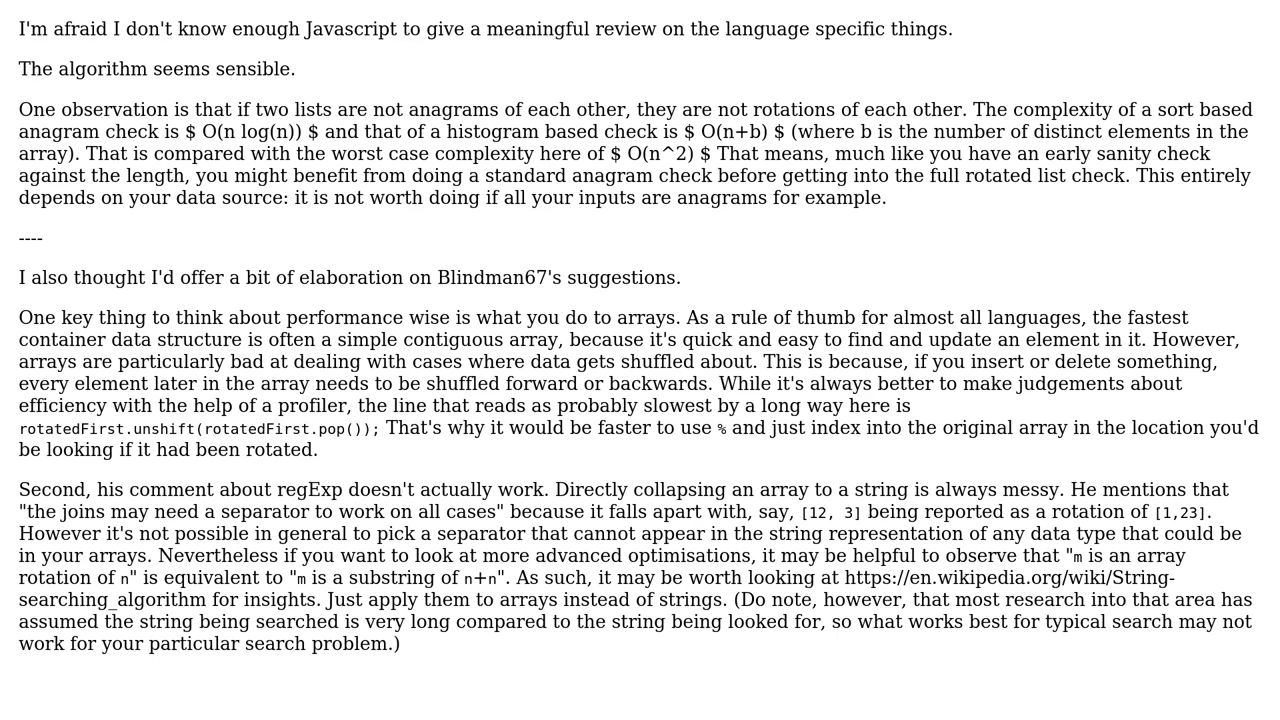 I'm afraid I don't know enough Javascript to give a meaningful review on the language specific things.
The algorithm seems sensible.
One observation is that if two lists are not anagrams of each other, they are not rotations of each other. The complexity of a sort based
anagram check is $ O(n log(n)) $ and that of a histogram based check is $ O(n+b) $ (where b is the number of distinct elements in the
array). That is compared with the worst case complexity here of $ O(n^2) $ That means, much like you have an early sanity check
against the length, you might benefit from doing a standard anagram check before getting into the full rotated list check. This entirely
depends on your data source: it is not worth doing if all your inputs are anagrams for example.
----
I also thought I'd offer a bit of elaboration on Blindman67's suggestions.
One key thing to think about performance wise is what you do to arrays. As a rule of thumb for almost all languages, the fastest
container data structure is often a simple contiguous array, because it's quick and easy to find and update an element in it. However,
arrays are particularly bad at dealing with cases where data gets shuffled about. This is because, if you insert or delete something,
every element later in the array needs to be shuffled forward or backwards. While it's always better to make judgements about
efficiency with the help of a profiler, the line that reads as probably slowest by a long way here is
rotatedFirst.unshift(rotatedFirst.pop()); That's why it would be faster to use % and just index into the original array in the location you'd
be looking if it had been rotated.
Second, his comment about regExp doesn't actually work. Directly collapsing an array to a string is always messy. He mentions that
"the joins may need a separator to work on all cases" because it falls apart with, say, [12, 3] being reported as a rotation of [1,23].
However it's not possible in general to pick a separator that cannot appear in the string representation of any data type that could be
in your arrays. Nevertheless if you want to look at more advanced optimisations, it may be helpful to observe that "m is an array
rotation of n" is equivalent to "m is a substring of n+n". As such, it may be worth looking at https://en.wikipedia.org/wiki/String-
searching_algorithm for insights. Just apply them to arrays instead of strings. (Do note, however, that most research into that area has
assumed the string being searched is very long compared to the string being looked for, so what works best for typical search may not
work for your particular search problem.)